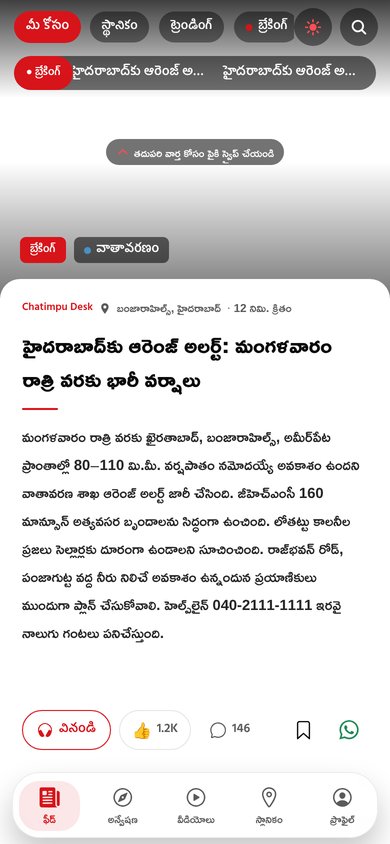 మీ కోసం స్థానికం ట్రెండింగ్ బ్రేకింగ్
బ్రేకింగ్ హైదరాబాద్‌కు ఆరెంజ్ అ... హైదరాబాద్‌కు ఆరెంజ్ అ...
తదుపరి వార్త కోసం పైకి స్వైప్ చేయండి
బ్రేకింగ్ వాతావరణం
Chatimpu Desk బంజారాహిల్స్, హైదరాబాద్ · 12 నిమి. క్రితం
హైదరాబాద్‌కు ఆరెంజ్ అలర్ట్: మంగళవారం
రాత్రి వరకు భారీ వర్షాలు
మంగళవారం రాత్రి వరకు ఖైరతాబాద్, బంజారాహిల్స్, అమీర్‌పేట
ప్రాంతాల్లో 80–110 మి.మీ. వర్షపాతం నమోదయ్యే అవకాశం ఉందని
వాతావరణ శాఖ ఆరెంజ్ అలర్ట్ జారీ చేసింది. జీహెచ్‌ఎంసీ 160
మాన్సూన్ అత్యవసర బృందాలను సిద్ధంగా ఉంచింది. లోతట్టు కాలనీల
ప్రజలు సెల్లార్లకు దూరంగా ఉండాలని సూచించింది. రాజ్‌భవన్ రోడ్,
పంజాగుట్ట వద్ద నీరు నిలిచే అవకాశం ఉన్నందున ప్రయాణికులు
ముందుగా ప్లాన్ చేసుకోవాలి. హెల్ప్‌లైన్ 040-2111-1111 ఇరవై
నాలుగు గంటలు పనిచేస్తుంది.
వినండి 1.2K 146
ఫీడ్ అన్వేషణ వీడియోలు స్థానికం ప్రొఫైల్